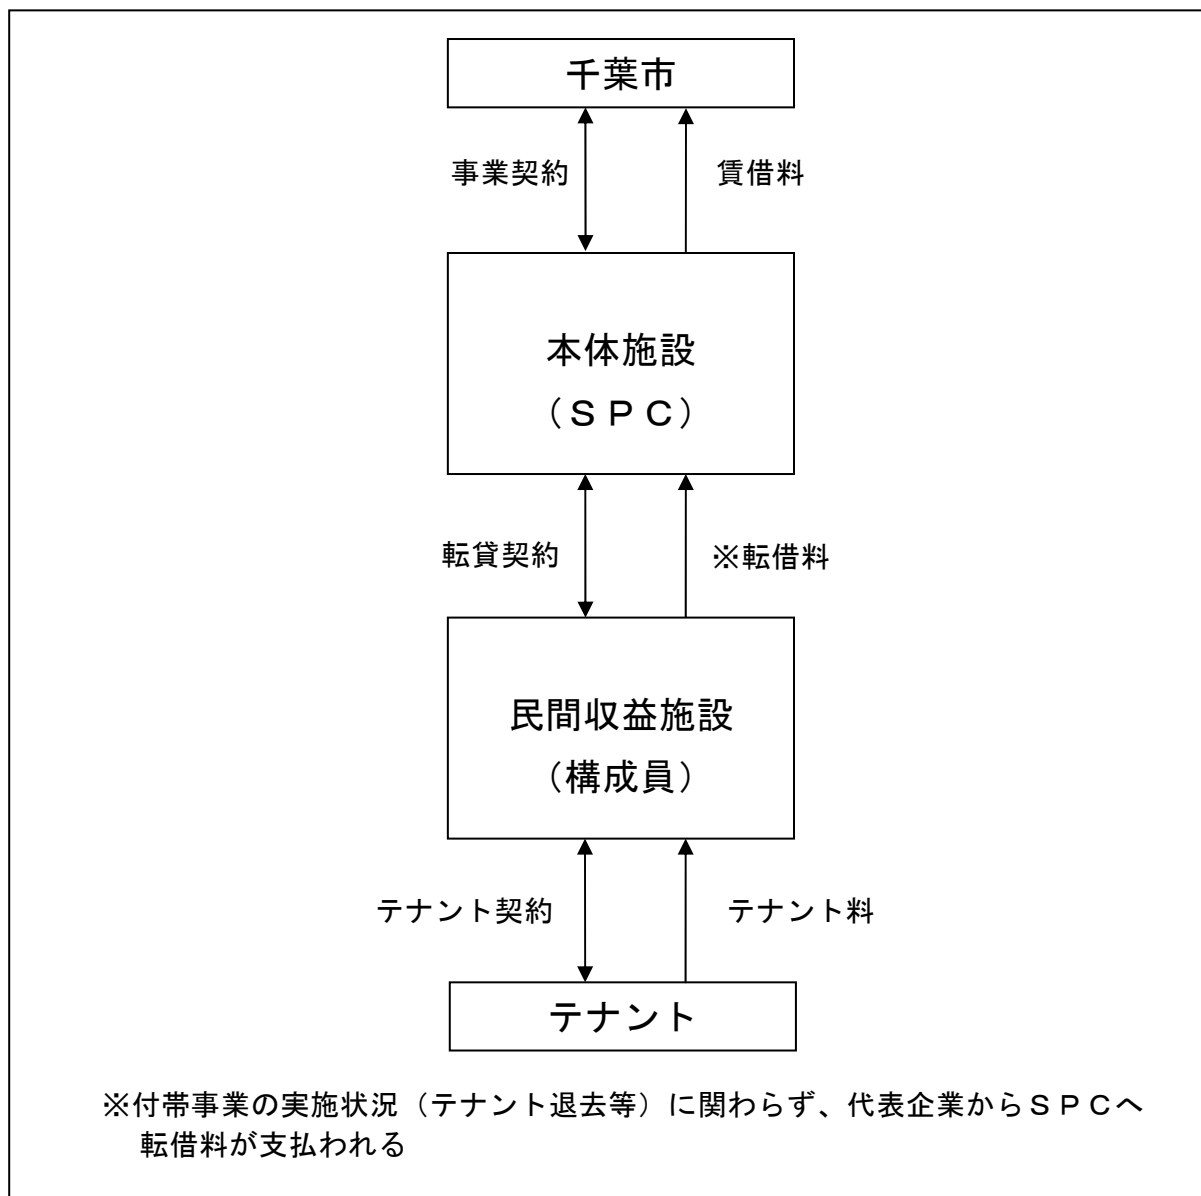 千葉市
事業契約
賃借料
本体施設
（ＳＰＣ）
転貸契約
※転借料
民間収益施設
（構成員）
テナント契約
テナント料
テナント
※付帯事業の実施状況（テナント退去等）に関わらず、代表企業からＳＰＣへ
転借料が支払われる